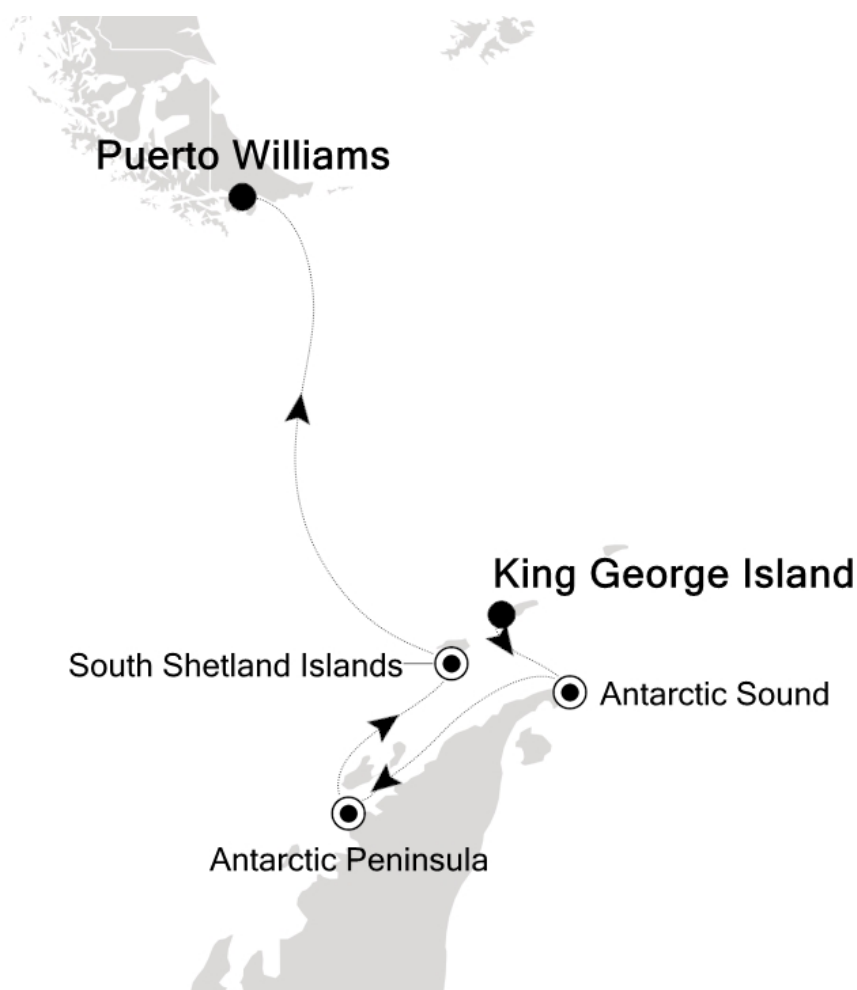 Puerto Williams
King George Island
South Shetland Islands
Antarctic Sound
Antarctic Peninsula